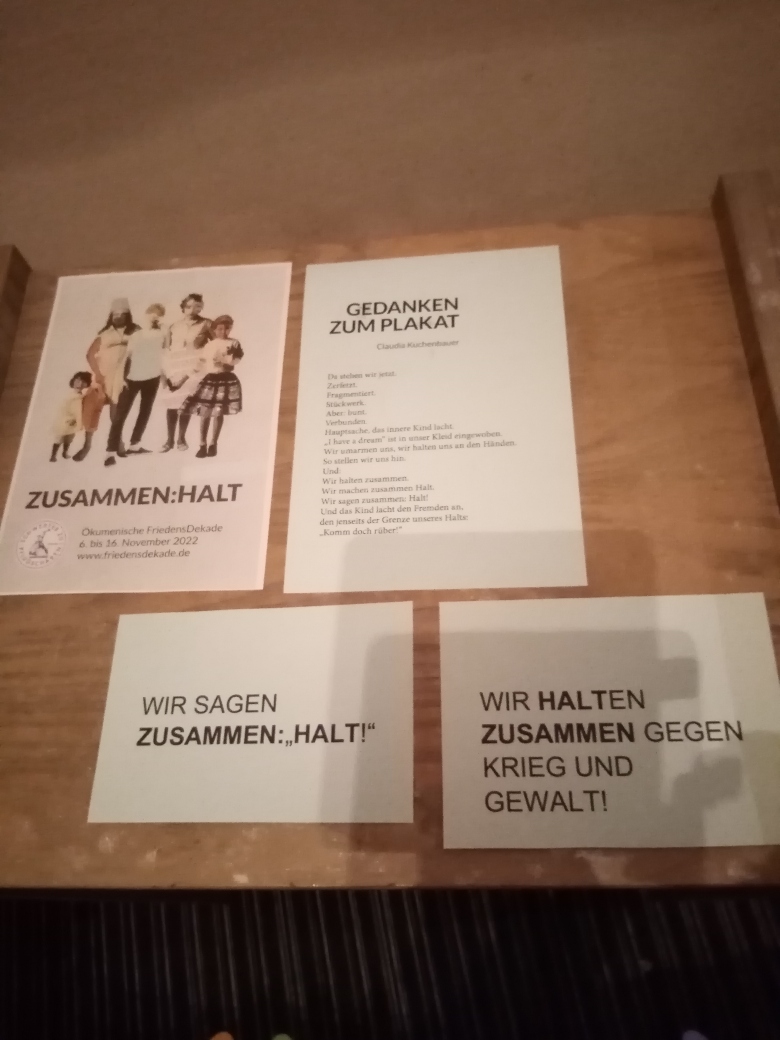 ZUSAMMEN:HALT
Ökumenische FriedensDekade
6. bis 16. November 2022
www.friedensdekade.de
GEDANKEN
ZUM PLAKAT
Claudia Kuchenbauer
Da stehen wir jetzt.
Zerfetzt.
Fragmentiert.
Stückwerk.
Aber: bunt.
Verbunden.
Hauptsache, das innere Kind lacht.
„I have a dream“ ist in unser Kleid eingewoben.
Wir umarmen uns, wir halten uns an den Händen.
So stellen wir uns hin.
Und:
Wir halten zusammen.
Wir machen zusammen Halt.
Wir sagen zusammen: Halt!
Und das Kind lacht den Fremden an,
den jenseits der Grenze unseres Halts:
„Komm doch rüber!“
WIR SAGEN
ZUSAMMEN:„HALT!“
WIR HALTEN
ZUSAMMEN GEGEN
KRIEG UND
GEWALT!